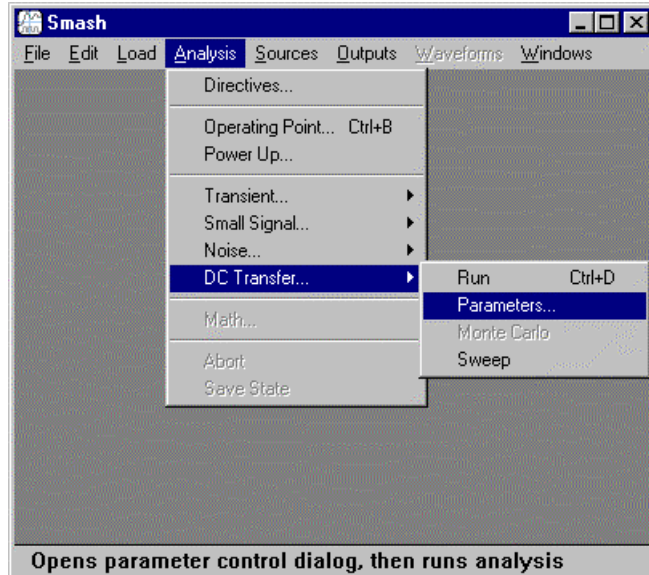 Smash
File Edit Load Analysis Sources Outputs Waveforms Windows
Directives...
Operating Point... Ctrl+B
Power Up...
Transient...
Small Signal...
Noise...
DC Transfer...
Run Ctrl+D
Parameters...
Monte Carlo
Sweep
Math...
Abort
Save State
Opens parameter control dialog, then runs analysis